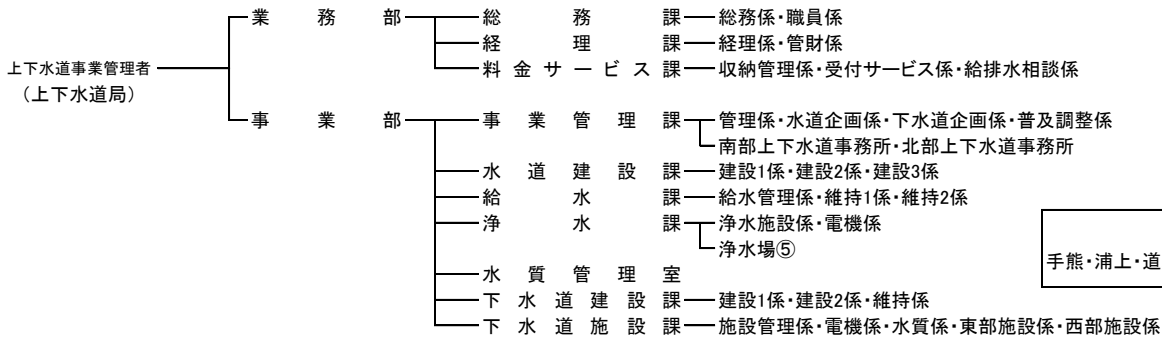 業務部 総務課 総務係・職員係
経理課 経理係・管財係
上下水道事業管理者 料金サービス課 収納管理係・受付サービス係・給排水相談係
（上下水道局）
事業部 事業管理課 管理係・水道企画係・下水道企画係・普及調整係
南部上下水道事務所・北部上下水道事務所
水道建設課 建設1係・建設2係・建設3係
給水課 給水管理係・維持1係・維持2係
浄水課 浄水施設係・電機係
浄水場⑤
手熊・浦上・道
水質管理室
下水道建設課 建設1係・建設2係・維持係
下水道施設課 施設管理係・電機係・水質係・東部施設係・西部施設係